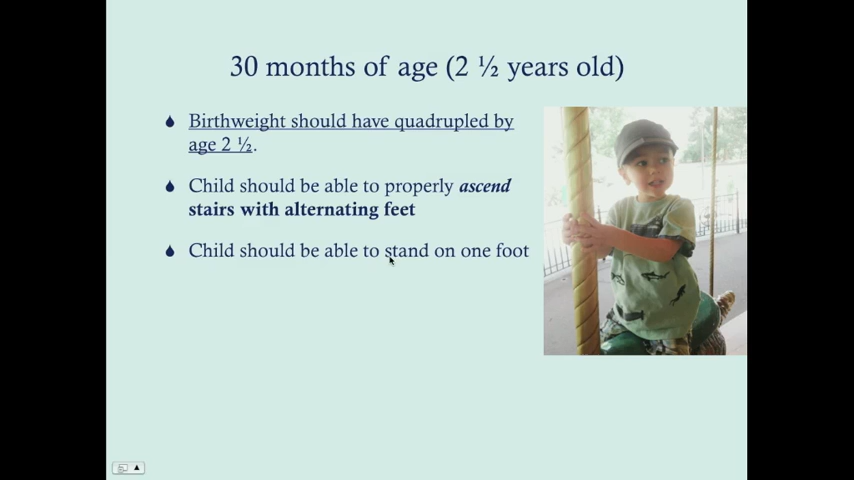 30 months of age (2 ½ years old)
Birthweight should have quadrupled by
age 2 ½.
Child should be able to properly ascend
stairs with alternating feet
Child should be able to stand on one foot